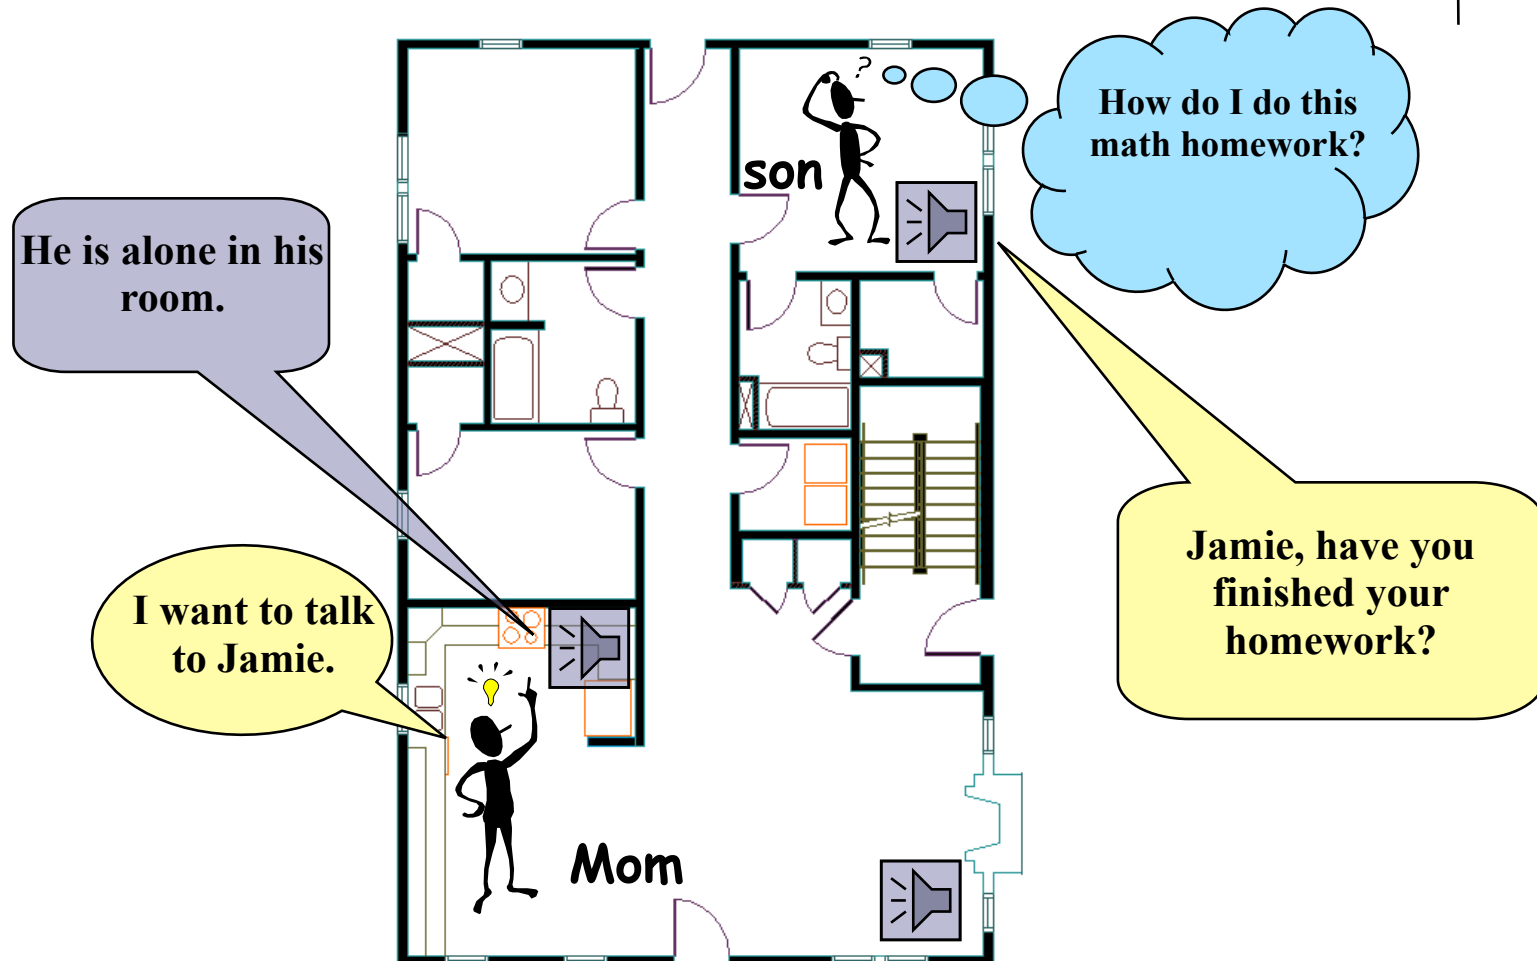 How do I do this
math homework?
?
son
He is alone in his
room.
Jamie, have you
finished your
homework?
I want to talk
to Jamie.
Mom